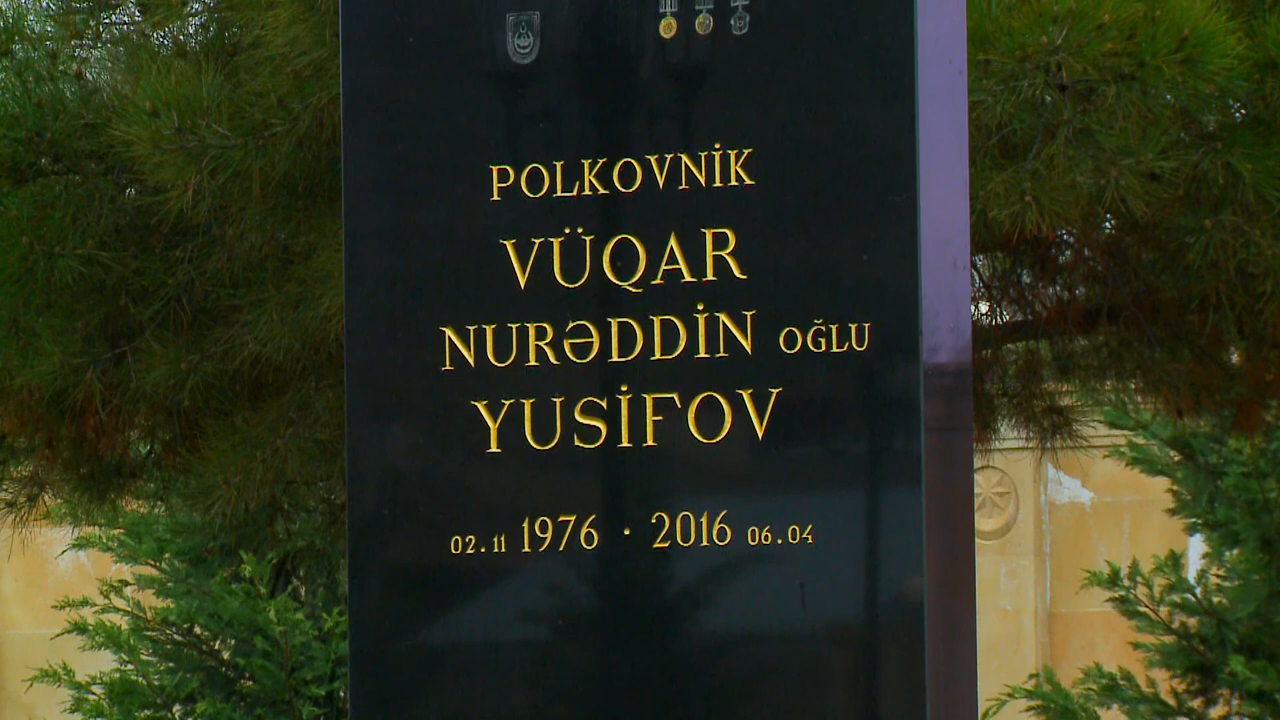 POLKOVNİK
VÜQAR
NURƏDDİN OĞLU
YUSİFOV
02.11 1976 · 2016 06.04